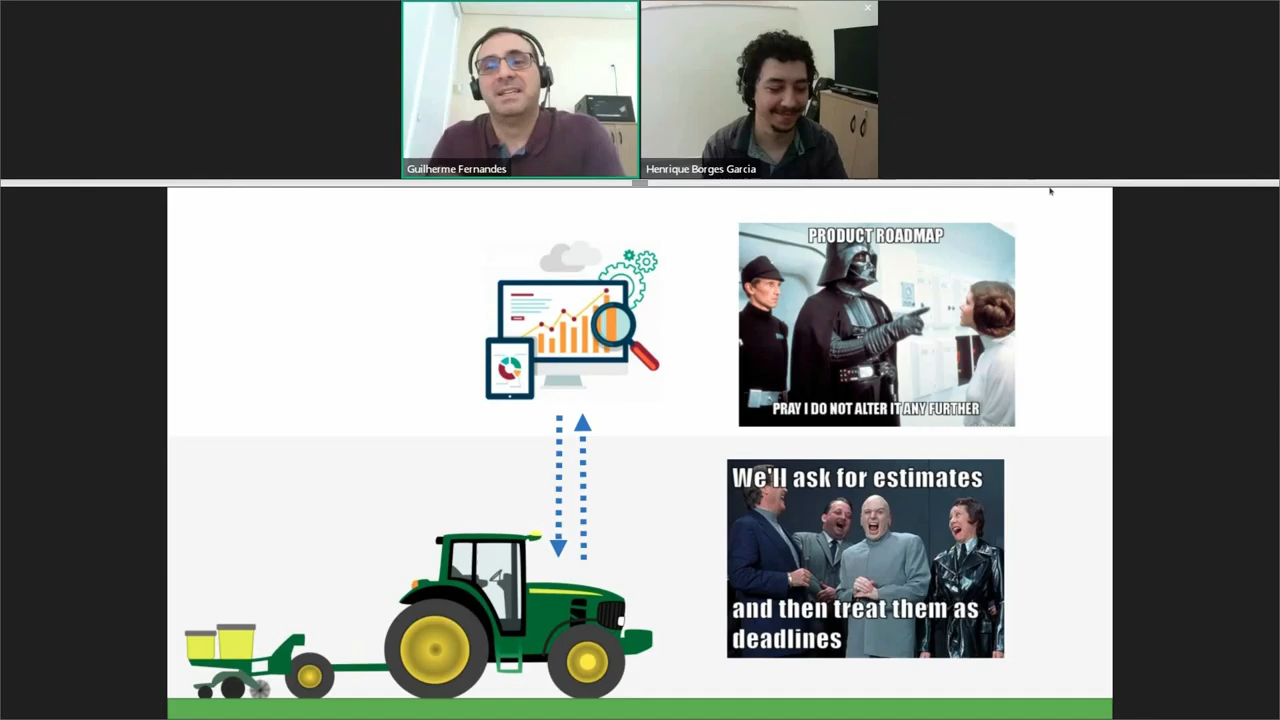 Guilherme Fernandes
Henrique Borges Garcia
PRODUCT ROADMAP
PRAY I DO NOT ALTER IT ANY FURTHER
We'll ask for estimates
and then treat them as
deadlines